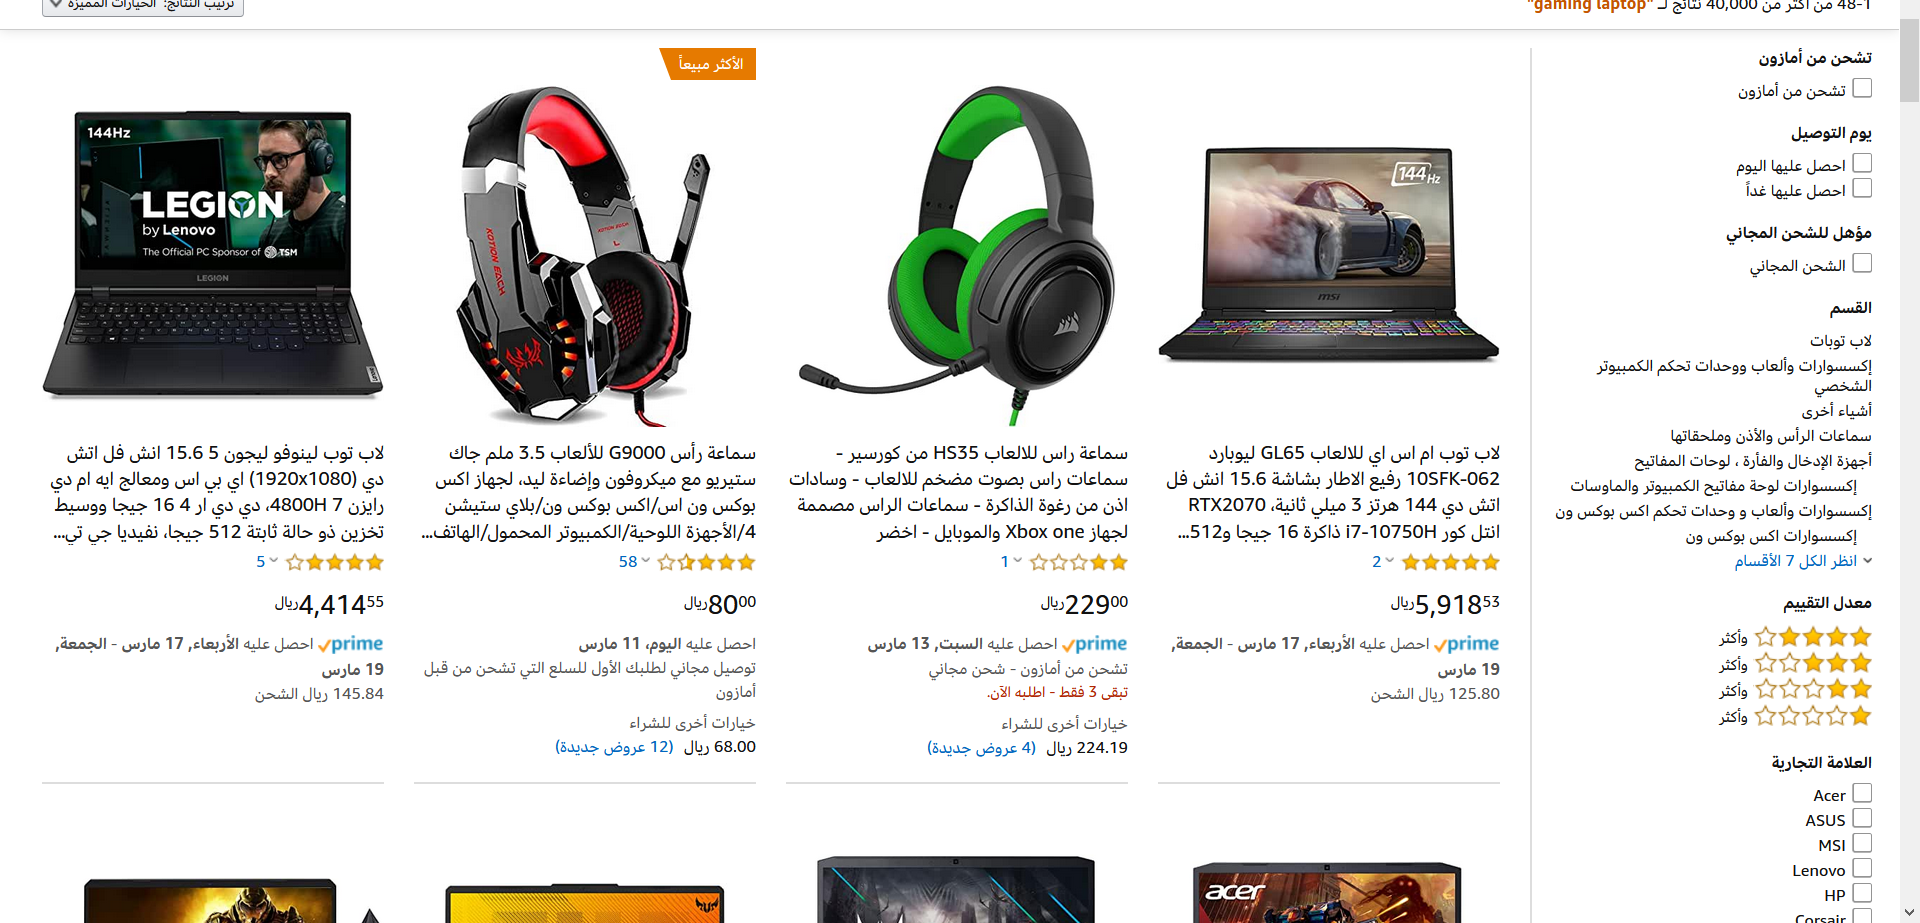 1-48 من أكثر من 40,000 نتائج لـ "gaming laptop"
ترتيب النتائج: الخيارات المميزة
تشحن من أمازون
تشحن من أمازون
يوم التوصيل
احصل عليها اليوم
احصل عليها غداً
مؤهل للشحن المجاني
الشحن المجاني
القسم
لاب توبات
إكسسوارات وألعاب ووحدات تحكم الكمبيوتر
الشخصي
أشياء أخرى
سماعات الرأس والأذن وملحقاتها
أجهزة الإدخال والفأرة ، لوحات المفاتيح
إكسسوارات لوحة مفاتيح الكمبيوتر والماوسات
إكسسوارات وألعاب و وحدات تحكم اكس بوكس ون
إكسسوارات اكس بوكس ون
انظر الكل 7 الأقسام
معدل التقييم
وأكثر
وأكثر
وأكثر
وأكثر
العلامة التجارية
Acer
ASUS
MSI
Lenovo
HP
Corsair
144Hz
msi
لاب توب ام اس اي للالعاب GL65 ليوبارد
10SFK-062 رفيع الاطار بشاشة 15.6 انش فل
اتش دي 144 هرتز 3 ميلي ثانية، RTX2070
انتل كور i7-10750H ذاكرة 16 جيجا و512...
2
5,918.53 ريال
prime احصل عليه الأربعاء, 17 مارس - الجمعة,
19 مارس
125.80 ريال الشحن
سماعة راس للالعاب HS35 من كورسير -
سماعات راس بصوت مضخم للالعاب - وسادات
اذن من رغوة الذاكرة - سماعات الراس مصممة
لجهاز Xbox one والموبايل - اخضر
1
229.00 ريال
prime احصل عليه السبت, 13 مارس
تشحن من أمازون - شحن مجاني
تبقى 3 فقط - اطلبه الآن.
خيارات أخرى للشراء
224.19 ريال (4 عروض جديدة)
الأكثر مبيعاً
KOTION EACH
KOTION EACH
سماعة رأس G9000 للألعاب 3.5 ملم جاك
ستيريو مع ميكروفون وإضاءة ليد، لجهاز اكس
بوكس ون اس/اكس بوكس ون/بلاي ستيشن
4/الأجهزة اللوحية/الكمبيوتر المحمول/الهاتف...
58
80.00 ريال
احصل عليه اليوم، 11 مارس
توصيل مجاني لطلبك الأول للسلع التي تشحن من قبل
أمازون
خيارات أخرى للشراء
68.00 ريال (12 عروض جديدة)
144Hz
LEGION
by Lenovo
The Official PC Sponsor of TSM
LEGION
Lenovo
لاب توب لينوفو ليجون 5 15.6 انش فل اتش
دي (1920x1080) اي بي اس ومعالج ايه ام دي
رايزن 7 4800H، دي دي ار 4 16 جيجا ووسيط
تخزين ذو حالة ثابتة 512 جيجا، نفيديا جي تي...
5
4,414.55 ريال
prime احصل عليه الأربعاء, 17 مارس - الجمعة,
19 مارس
145.84 ريال الشحن
acer